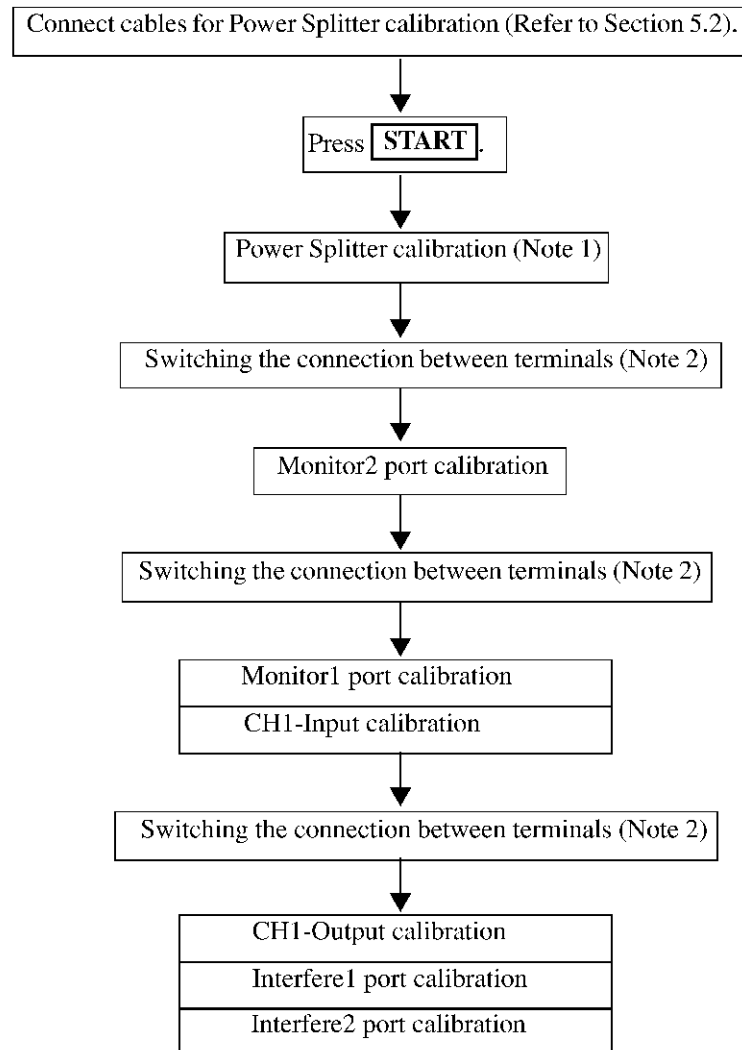 Connect cables for Power Splitter calibration (Refer to Section 5.2).
Press START.
Power Splitter calibration (Note 1)
Switching the connection between terminals (Note 2)
Monitor2 port calibration
Switching the connection between terminals (Note 2)
Monitor1 port calibration
CH1-Input calibration
Switching the connection between terminals (Note 2)
CH1-Output calibration
Interfere1 port calibration
Interfere2 port calibration